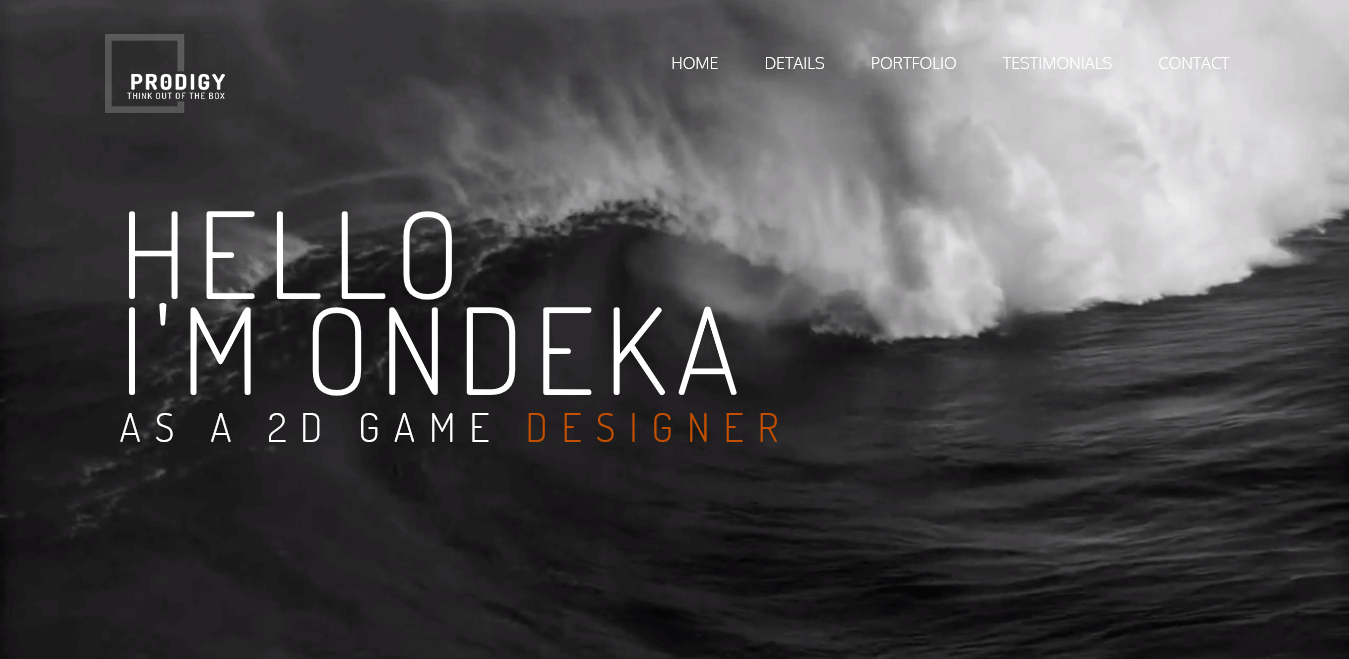 PRODIGY
THINK OUT OF THE BOX
HOME DETAILS PORTFOLIO TESTIMONIALS CONTACT
HELLO
I'M ONDEKA
AS A 2D GAME DESIGNER